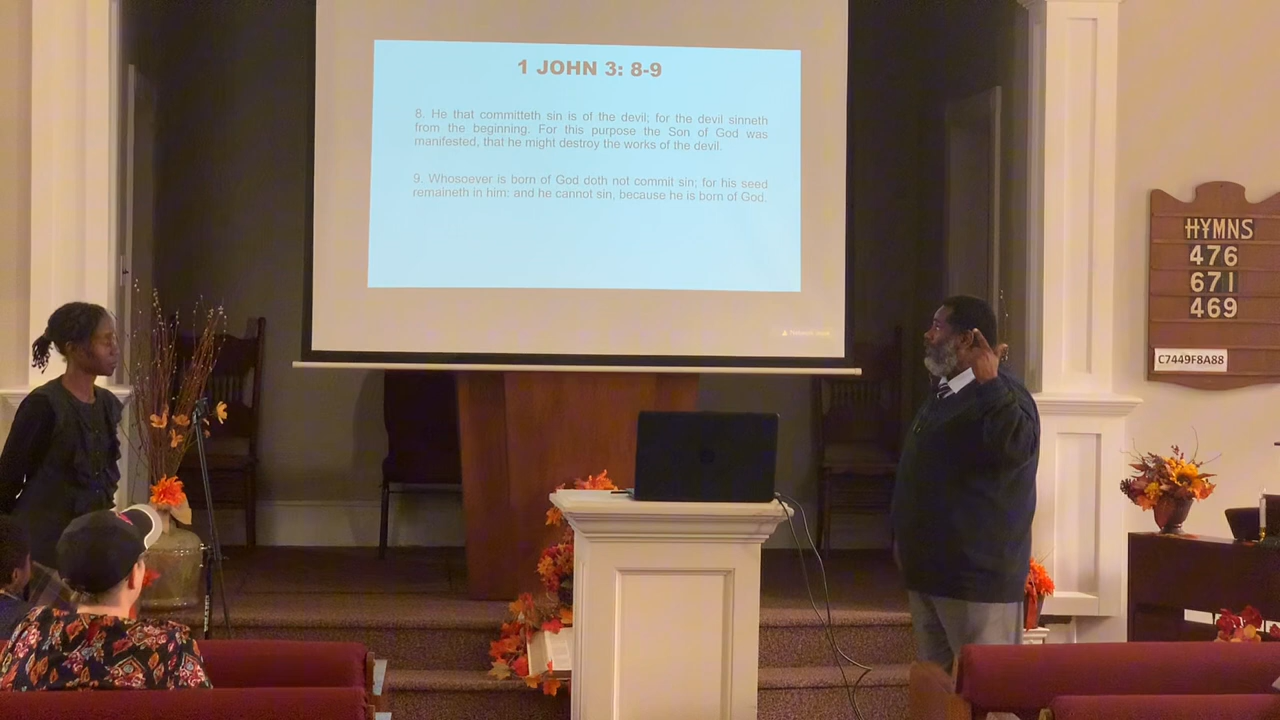 1 JOHN 3: 8-9
8. He that committeth sin is of the devil; for the devil sinneth
from the beginning. For this purpose the Son of God was
manifested, that he might destroy the works of the devil.
9. Whosoever is born of God doth not commit sin; for his seed
remaineth in him: and he cannot sin, because he is born of God.
HYMNS
476
671
469
C7449F8A88